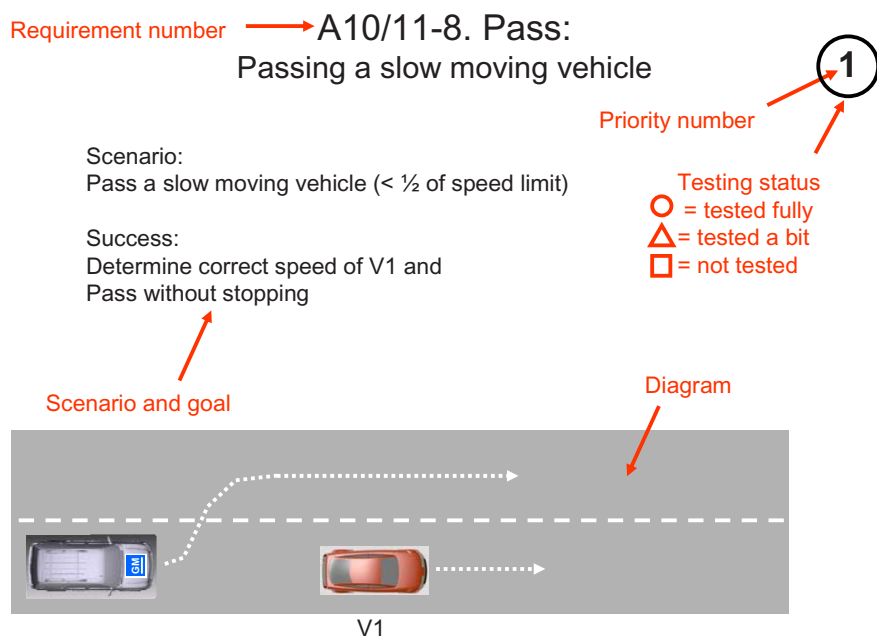 Requirement number
A10/11-8. Pass:
Passing a slow moving vehicle
1
Priority number
Scenario:
Pass a slow moving vehicle (< ½ of speed limit)
Testing status
= tested fully
= tested a bit
= not tested
Success:
Determine correct speed of V1 and
Pass without stopping
Scenario and goal
Diagram
GM
V1